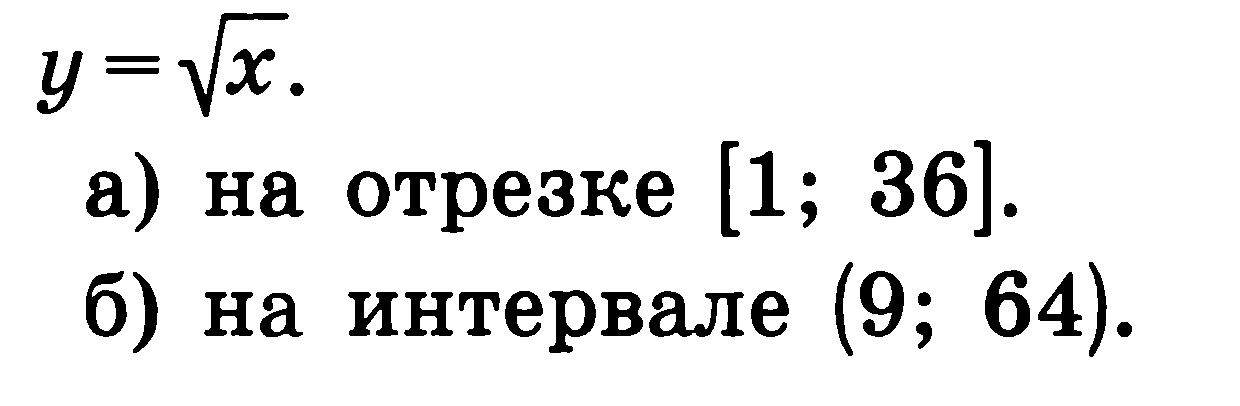 y = √x.
а) на отрезке [1; 36].
б) на интервале (9; 64).